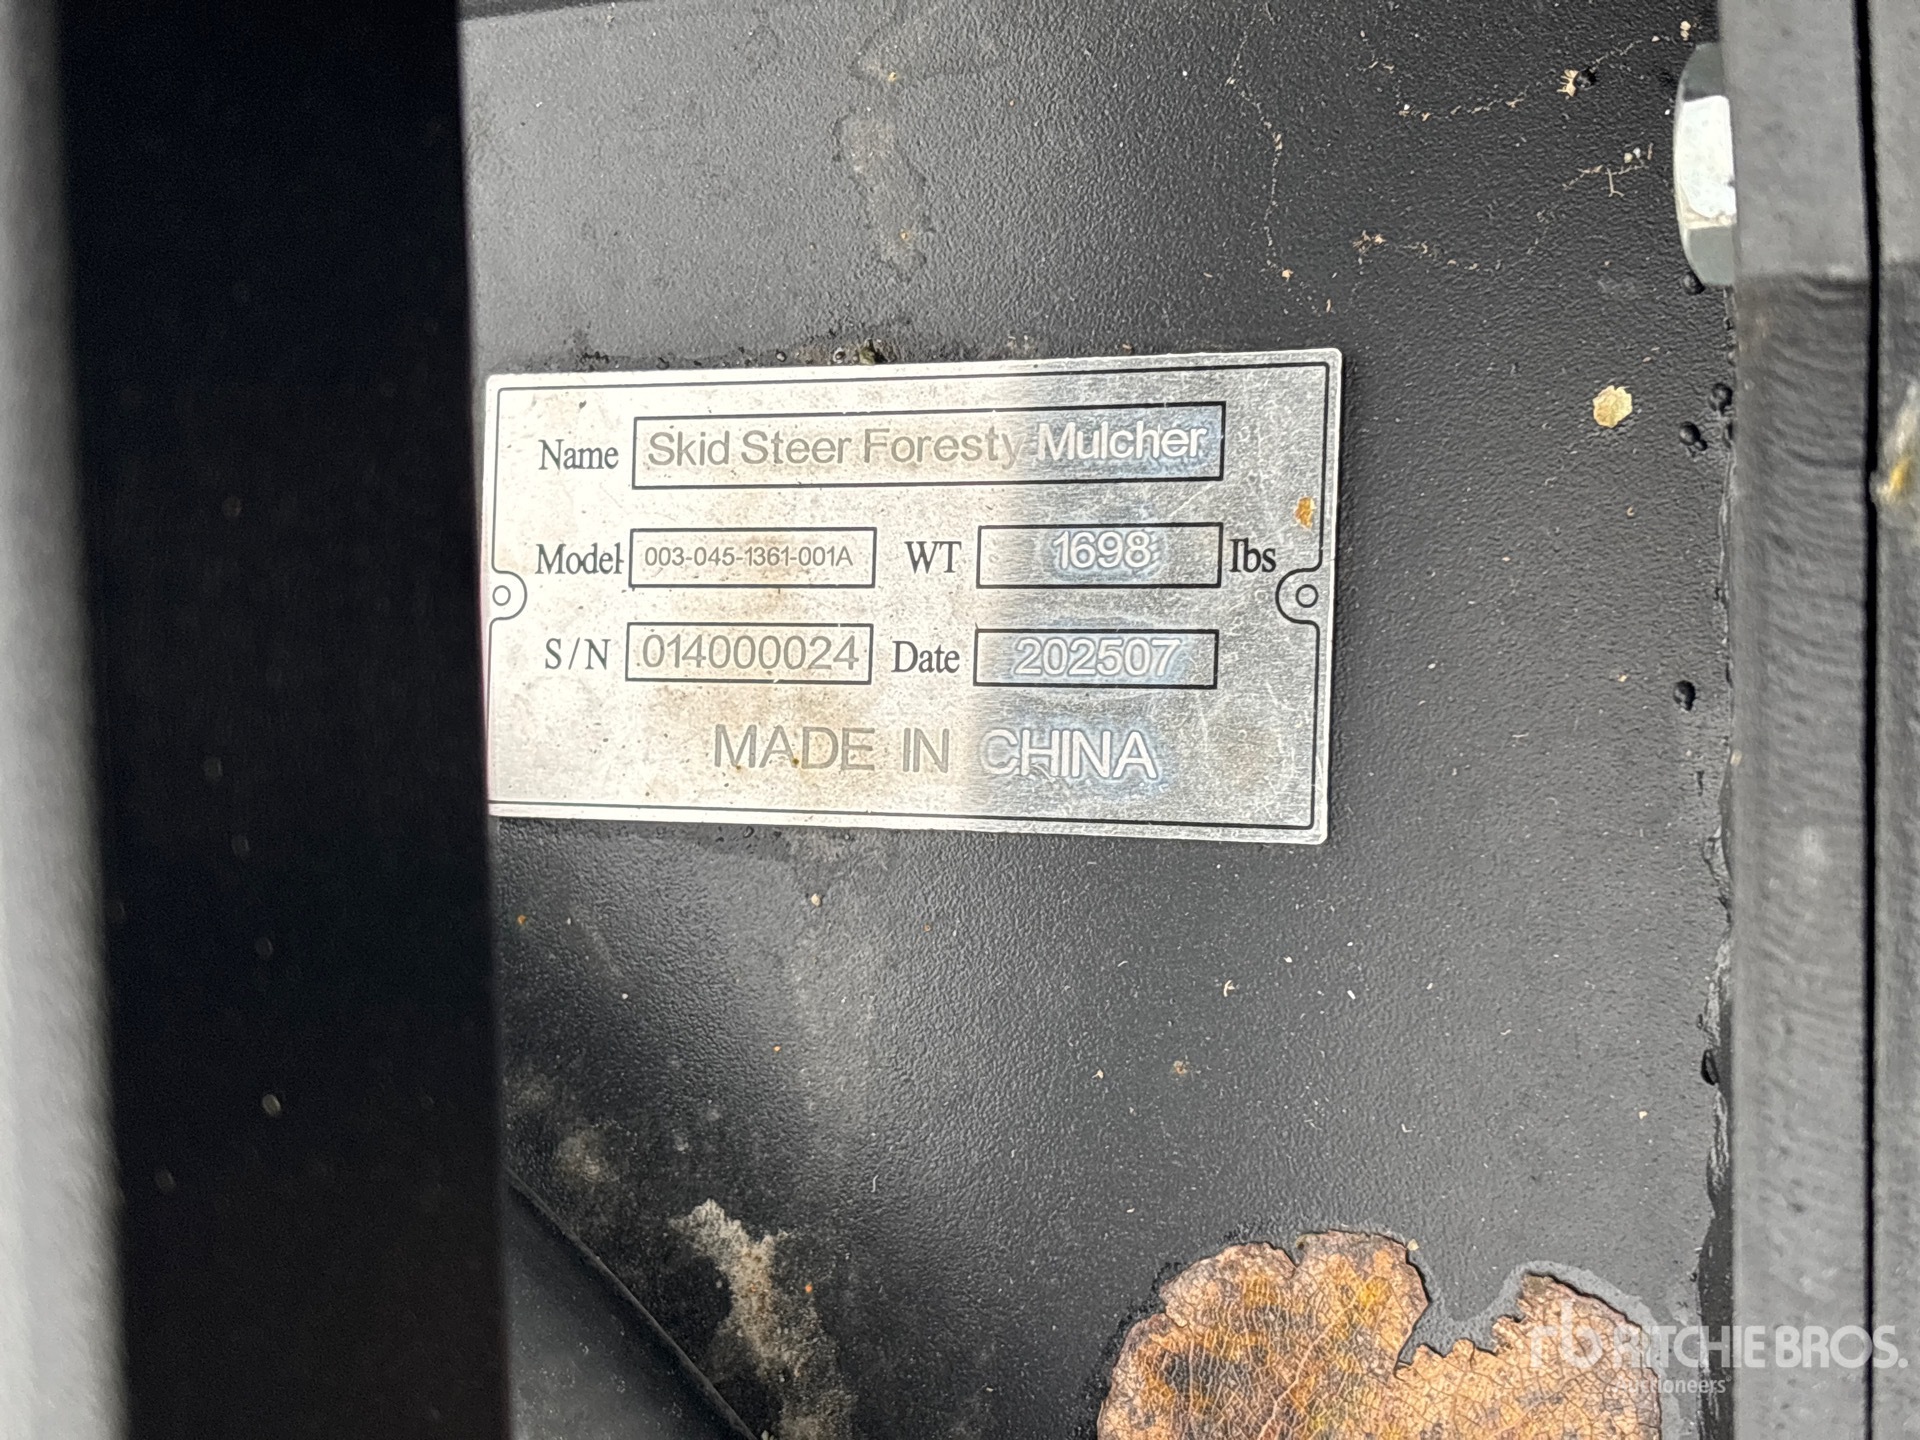 Name Skid Steer Foresty Mulcher
Model 003-045-1361-001A WT 1698 lbs
S/N 014000024 Date 202507
MADE IN CHINA
rb RITCHIE BROS.
Auctioneers